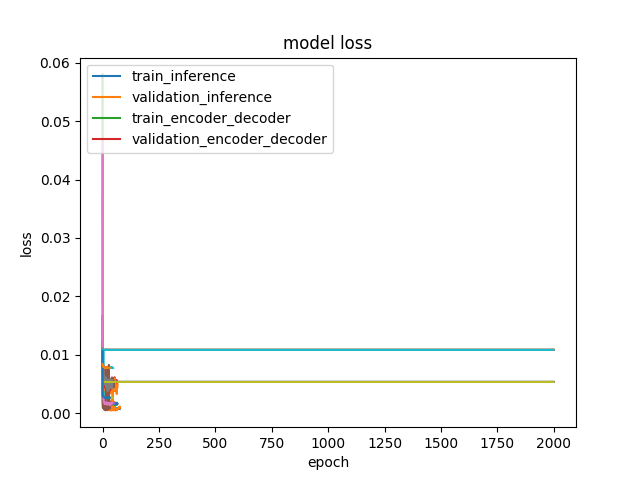 model loss
train_inference
validation_inference
train_encoder_decoder
validation_encoder_decoder
loss
0.06
0.05
0.04
0.03
0.02
0.01
0.00
0 250 500 750 1000 1250 1500 1750 2000
epoch